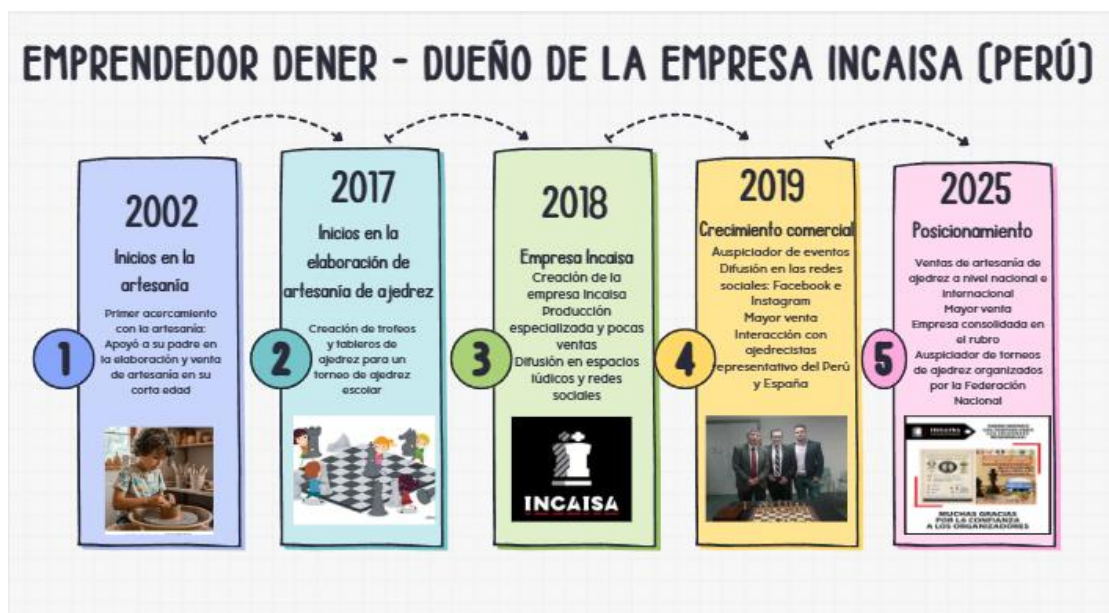 EMPRENDEDOR DENER - DUEÑO DE LA EMPRESA INCAISA (PERÚ)
1
2002
Inicios en la
artesanía
Primer acercamiento
con la artesanía:
Apoyó a su padre en
la elaboración y venta
de artesanía en su
corta edad
2
2017
Inicios en la
elaboración de
artesanía de ajedrez
Creación de trofeos
y tableros de
ajedrez para un
torneo de ajedrez
escolar
3
2018
Empresa Incaisa
Creación de la
empresa Incaisa
Producción
especializada y pocas
ventas
Difusión en espacios
lúdicos y redes
sociales
INCAISA
4
2019
Crecimiento comercial
Auspiciador de eventos
Difusión en las redes
sociales: Facebook e
Instagram
Mayor venta
Interacción con
ajedrecistas
representativo del Perú
y España
5
2025
Posicionamiento
Ventas de artesanía de
ajedrez a nivel nacional e
internacional
Mayor venta
Empresa consolidada en
el rubro
Auspiciador de torneos
de ajedrez organizados
por la Federación
Nacional
INCAISA
MUCHAS GRACIAS
POR LA CONFIANZA
A LOS ORGANIZADORES